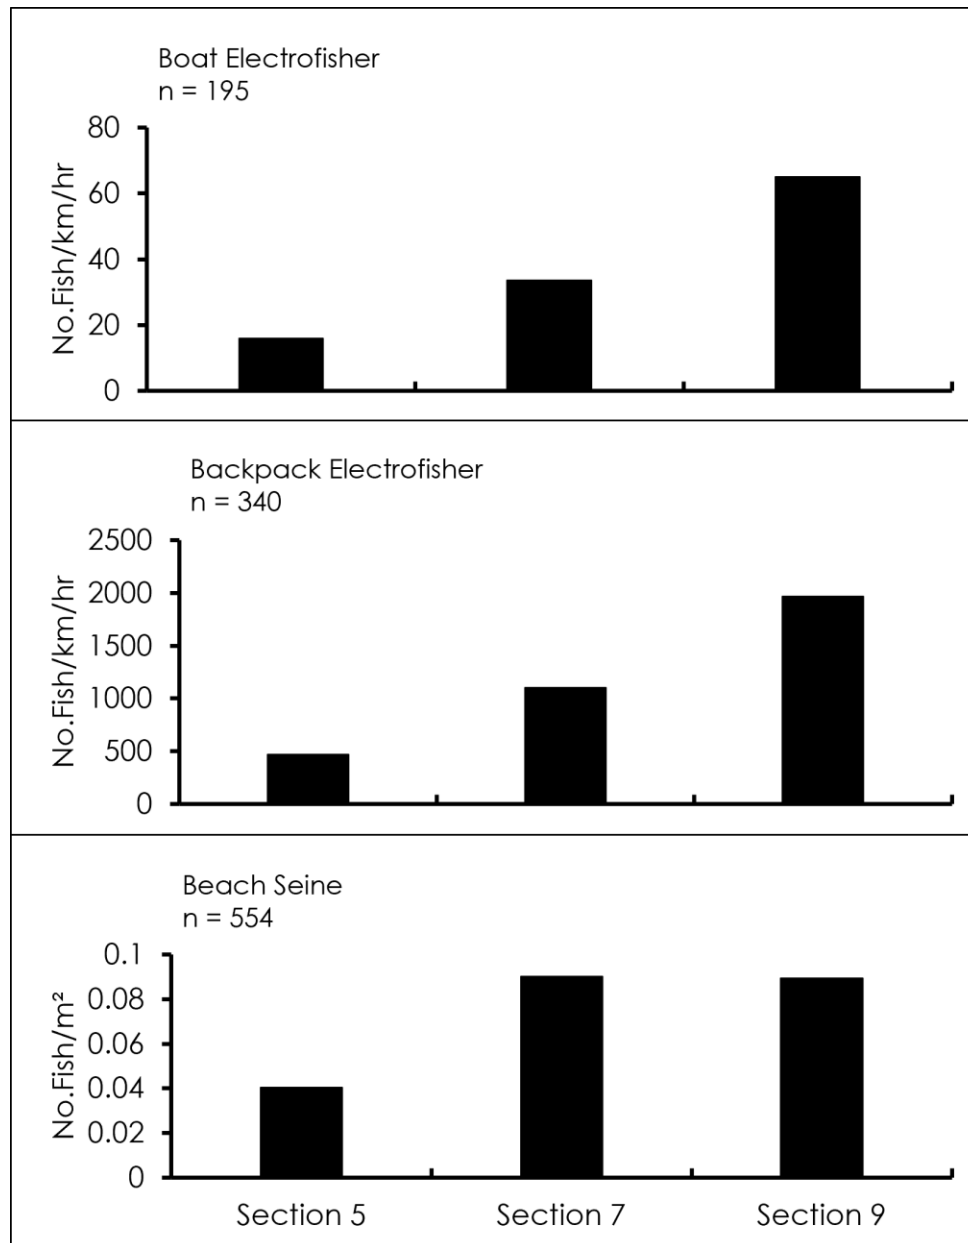 Boat Electrofisher
n = 195
80
60
40
20
0
No.Fish/km/hr
Backpack Electrofisher
n = 340
2500
2000
1500
1000
500
0
No.Fish/km/hr
Beach Seine
n = 554
0.1
0.08
0.06
0.04
0.02
0
No.Fish/m²
Section 5 Section 7 Section 9